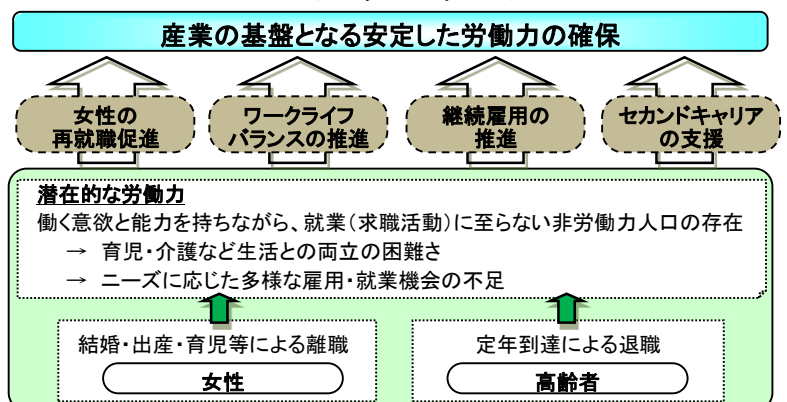 産業の基盤となる安定した労働力の確保
女性の
再就職促進
ワークライフ
バランスの推進
継続雇用の
推進
セカンドキャリア
の支援
潜在的な労働力
働く意欲と能力を持ちながら、就業（求職活動）に至らない非労働力人口の存在
→ 育児・介護など生活との両立の困難さ
→ ニーズに応じた多様な雇用・就業機会の不足
結婚・出産・育児等による離職
女性
定年到達による退職
高齢者